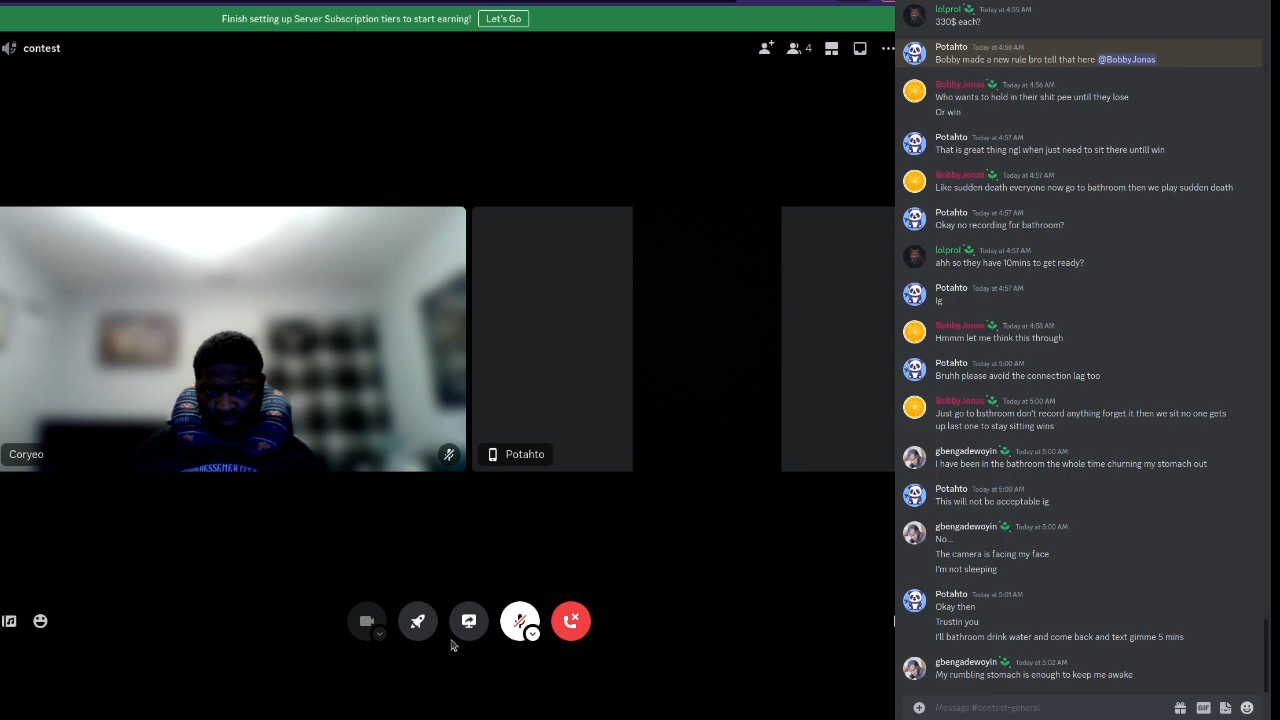 Finish setting up Server Subscription tiers to start earning!
Let's Go
contest
4
Coryeo
BESSEMER CITY
Potahto
lolprol Today at 4:55 AM
330$ each?
Potahto Today at 4:56 AM
Bobby made a new rule bro tell that here @BobbyJonas
BobbyJonas Today at 4:56 AM
Who wants to hold in their shit pee until they lose
Or win
Potahto Today at 4:57 AM
That is great thing ngl when just need to sit there untill win
BobbyJonas Today at 4:57 AM
Like sudden death everyone now go to bathroom then we play sudden death
Potahto Today at 4:57 AM
Okay no recording for bathroom?
lolprol Today at 4:57 AM
ahh so they have 10mins to get ready?
Potahto Today at 4:57 AM
Ig
BobbyJonas Today at 4:58 AM
Hmmm let me think this through
Potahto Today at 5:00 AM
Bruhh please avoid the connection lag too
BobbyJonas Today at 5:00 AM
Just go to bsthroom don't record anything forget it then we sit no one gets
up last one to stay sitting wins
gbengadewoyin Today at 5:00 AM
I have been in the bathroom the whole time churning my stomach out
Potahto Today at 5:00 AM
This will not be acceptable ig
gbengadewoyin Today at 5:00 AM
No...
The camera is facing my face
I'm not sleeping
Potahto Today at 5:01 AM
Okay then
Trustin you
I'll bathroom drink water and come back and text gimme 5 mins
gbengadewoyin Today at 5:02 AM
My rumbling stomach is enough to keep me awake
Message #contest-general
GIF